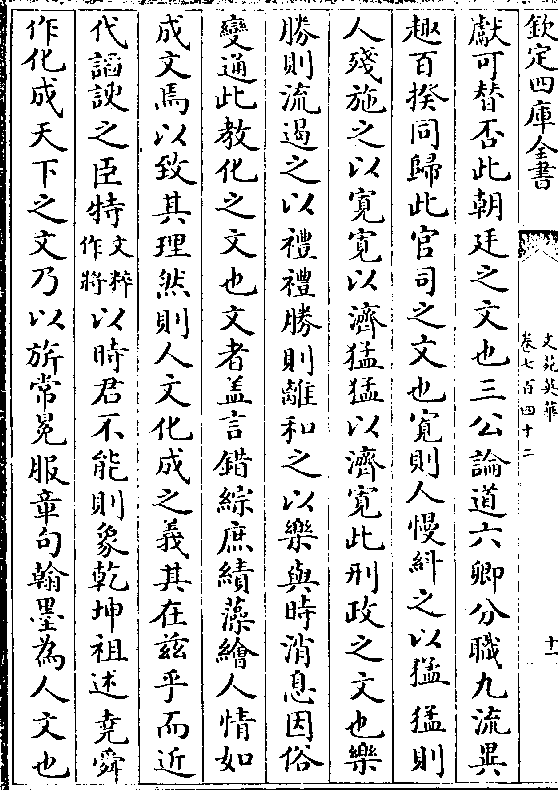 欽定四庫全書
文苑英華
卷七百四十二
十一
獻可替否此朝廷之文也三公論道六卿分職九流異
趣百揆同歸此官司之文也寛則人慢糾之以猛猛則
人殘施之以寛寛以濟猛猛以濟寛此刑政之文也樂
勝則流遏之以禮禮勝則離和之以樂與時消息因俗
變通此教化之文也文者盖言錯綜庶績藻繪人情如
成文焉以致其理然則人文化成之義其在兹乎而近
代謟諛之臣特文粹作將以時君不能則象乾坤祖述堯舜
作化成天下之文乃以旂常冕服章句翰墨為人文也